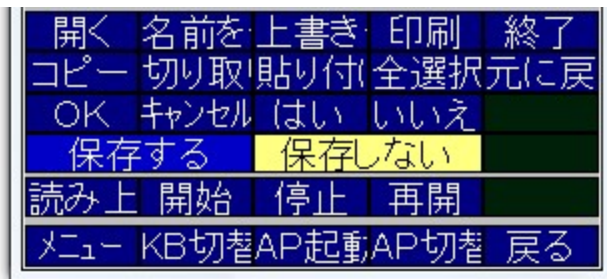 開く 名前を 上書き 印刷 終了
コピー 切り取り 貼り付け 全選択 元に戻
OK キャンセル はい いいえ
保存する 保存しない
読み上 開始 停止 再開
メニュー KB切替 AP起動 AP切替 戻る